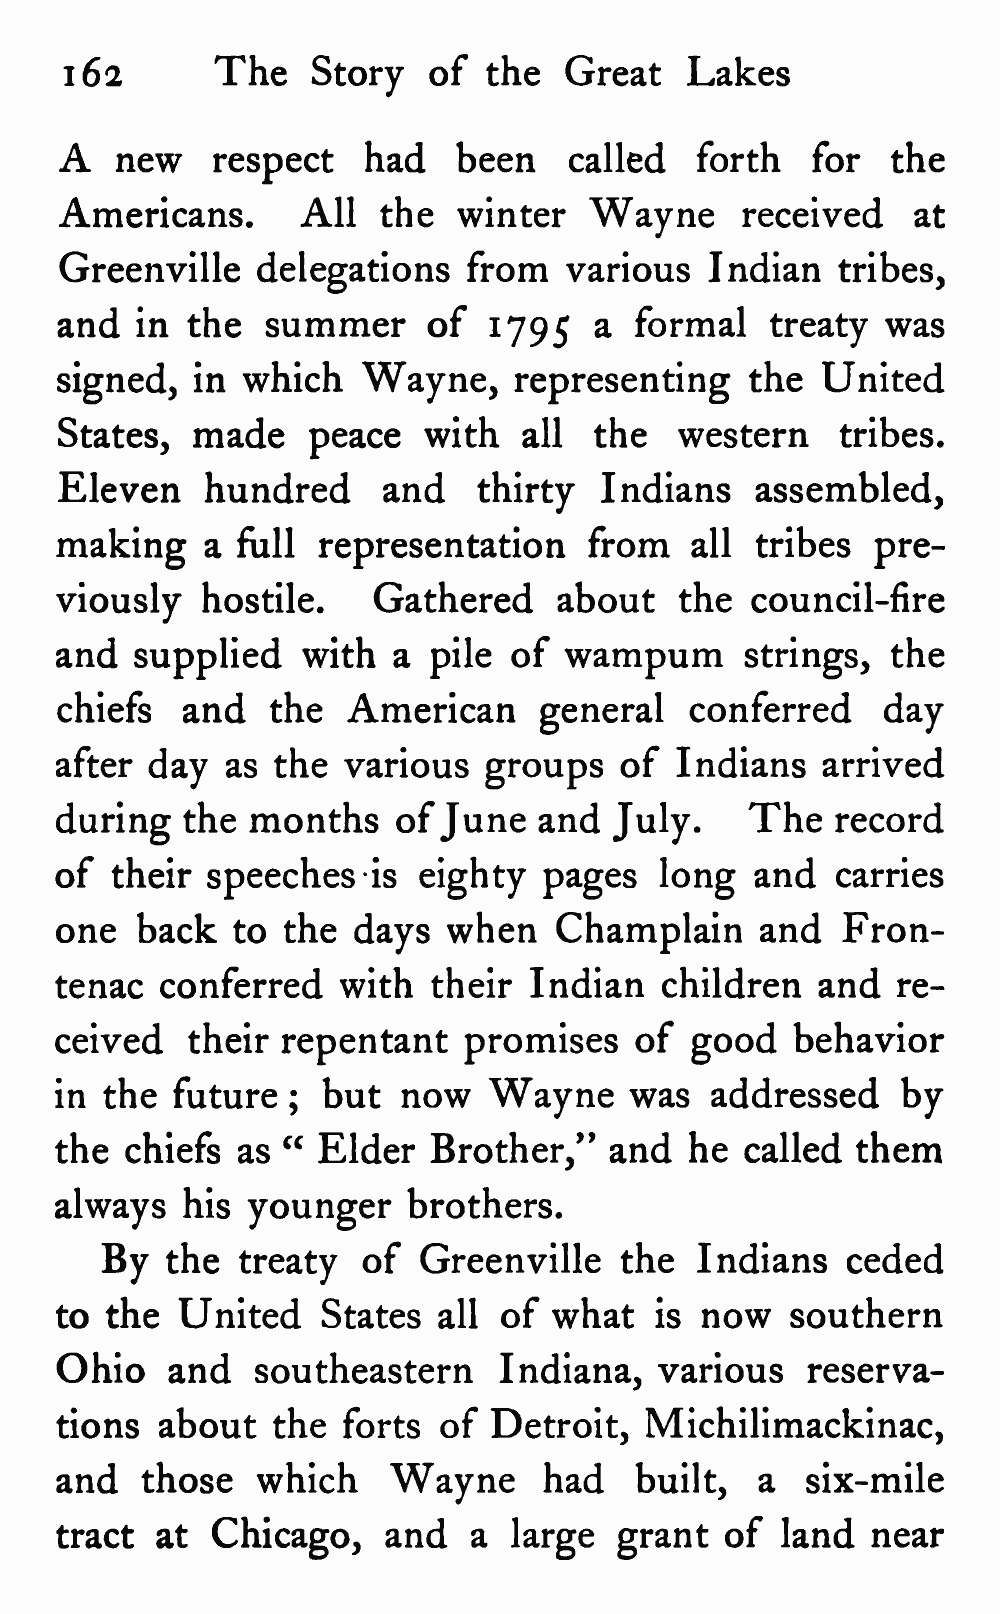 162 The Story of the Great Lakes
A new respect had been called forth for the
Americans. All the winter Wayne received at
Greenville delegations from various Indian tribes,
and in the summer of 1795 a formal treaty was
signed, in which Wayne, representing the United
States, made peace with all the western tribes.
Eleven hundred and thirty Indians assembled,
making a full representation from all tribes pre-
viously hostile. Gathered about the council-fire
and supplied with a pile of wampum strings, the
chiefs and the American general conferred day
after day as the various groups of Indians arrived
during the months of June and July. The record
of their speeches is eighty pages long and carries
one back to the days when Champlain and Fron-
tenac conferred with their Indian children and re-
ceived their repentant promises of good behavior
in the future; but now Wayne was addressed by
the chiefs as “Elder Brother,” and he called them
always his younger brothers.
By the treaty of Greenville the Indians ceded
to the United States all of what is now southern
Ohio and southeastern Indiana, various reserva-
tions about the forts of Detroit, Michilimackinac,
and those which Wayne had built, a six-mile
tract at Chicago, and a large grant of land near